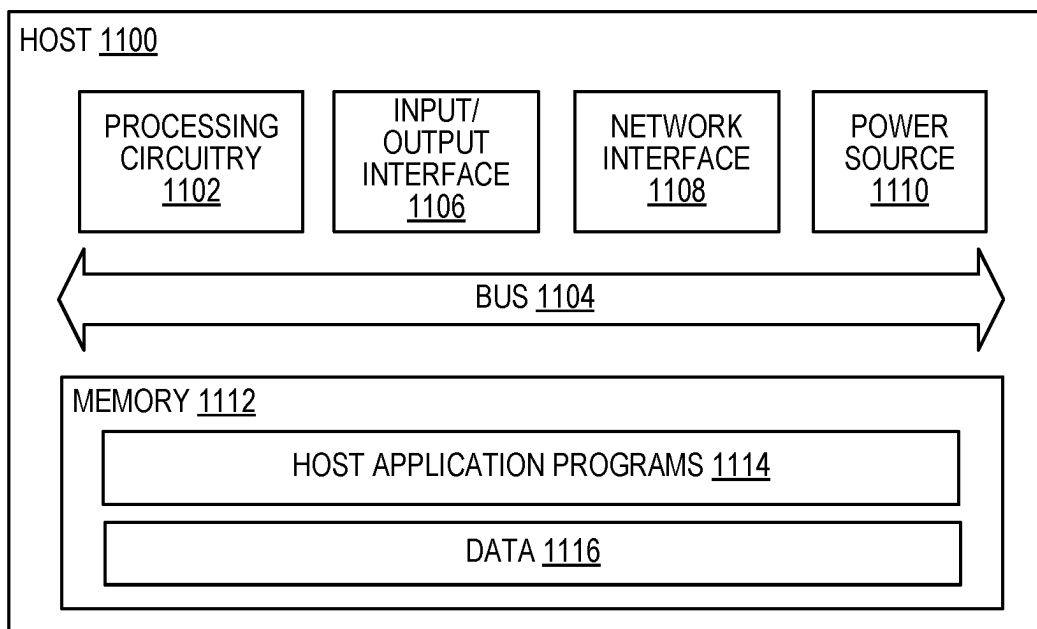 HOST 1100
PROCESSING
CIRCUITRY
1102
INPUT/
OUTPUT
INTERFACE
1106
NETWORK
INTERFACE
1108
POWER
SOURCE
1110
BUS 1104
MEMORY 1112
HOST APPLICATION PROGRAMS 1114
DATA 1116